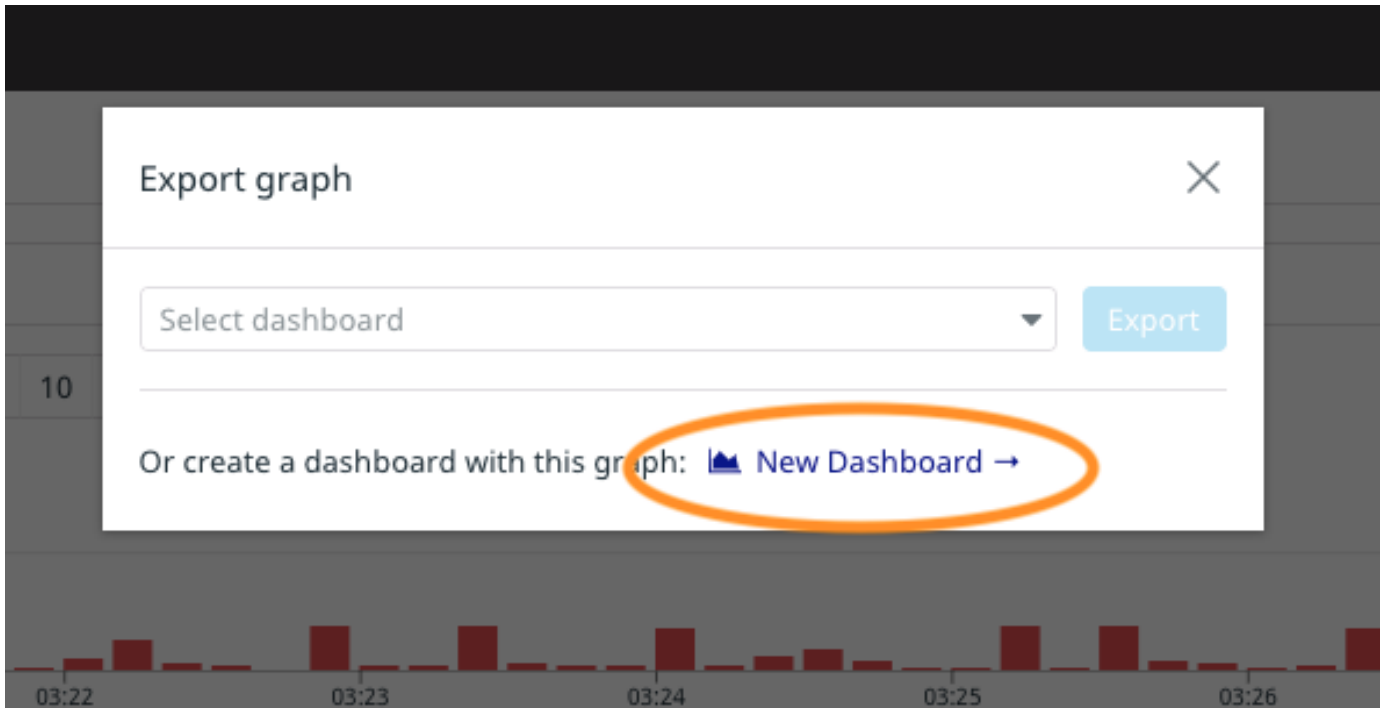 Export graph
Select dashboard
Export
10
Or create a dashboard with this graph: New Dashboard →
03:22 03:23 03:24 03:25 03:26